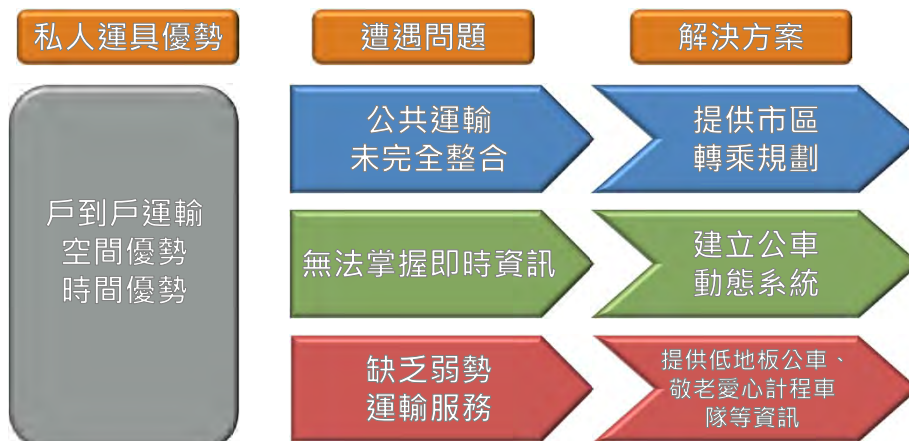 私人運具優勢
遭遇問題
解決方案
戶到戶運輸
空間優勢
時間優勢
公共運輸
未完全整合
提供市區
轉乘規劃
無法掌握即時資訊
建立公車
動態系統
缺乏弱勢
運輸服務
提供低地板公車、
敬老愛心計程車
隊等資訊